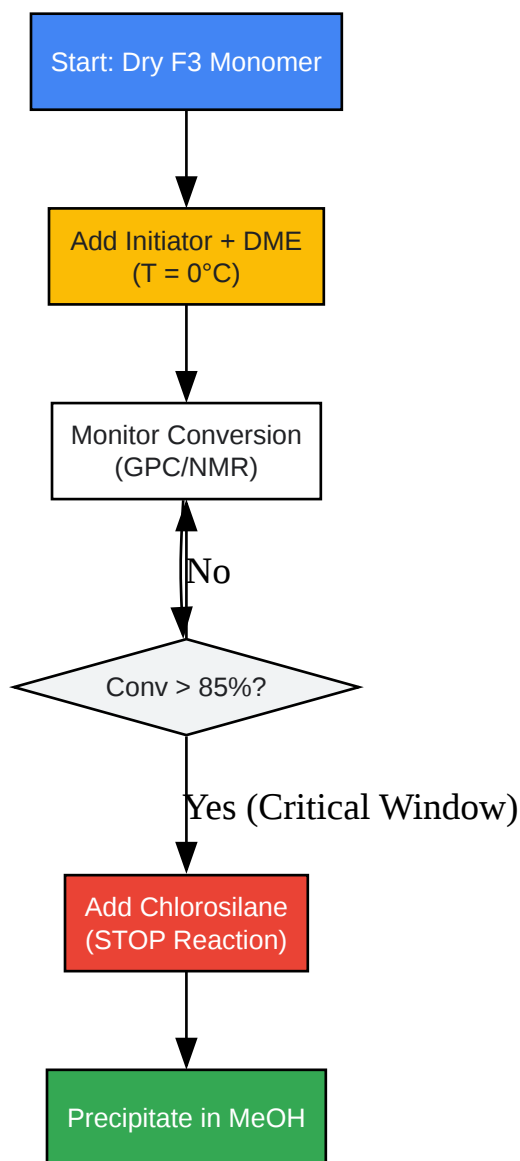 Start: Dry F3 Monomer
Add Initiator + DME
(T = 0°C)
Monitor Conversion
(GPC/NMR)
No
Conv > 85%?
Yes (Critical Window)
Add Chlorosilane
(STOP Reaction)
Precipitate in MeOH